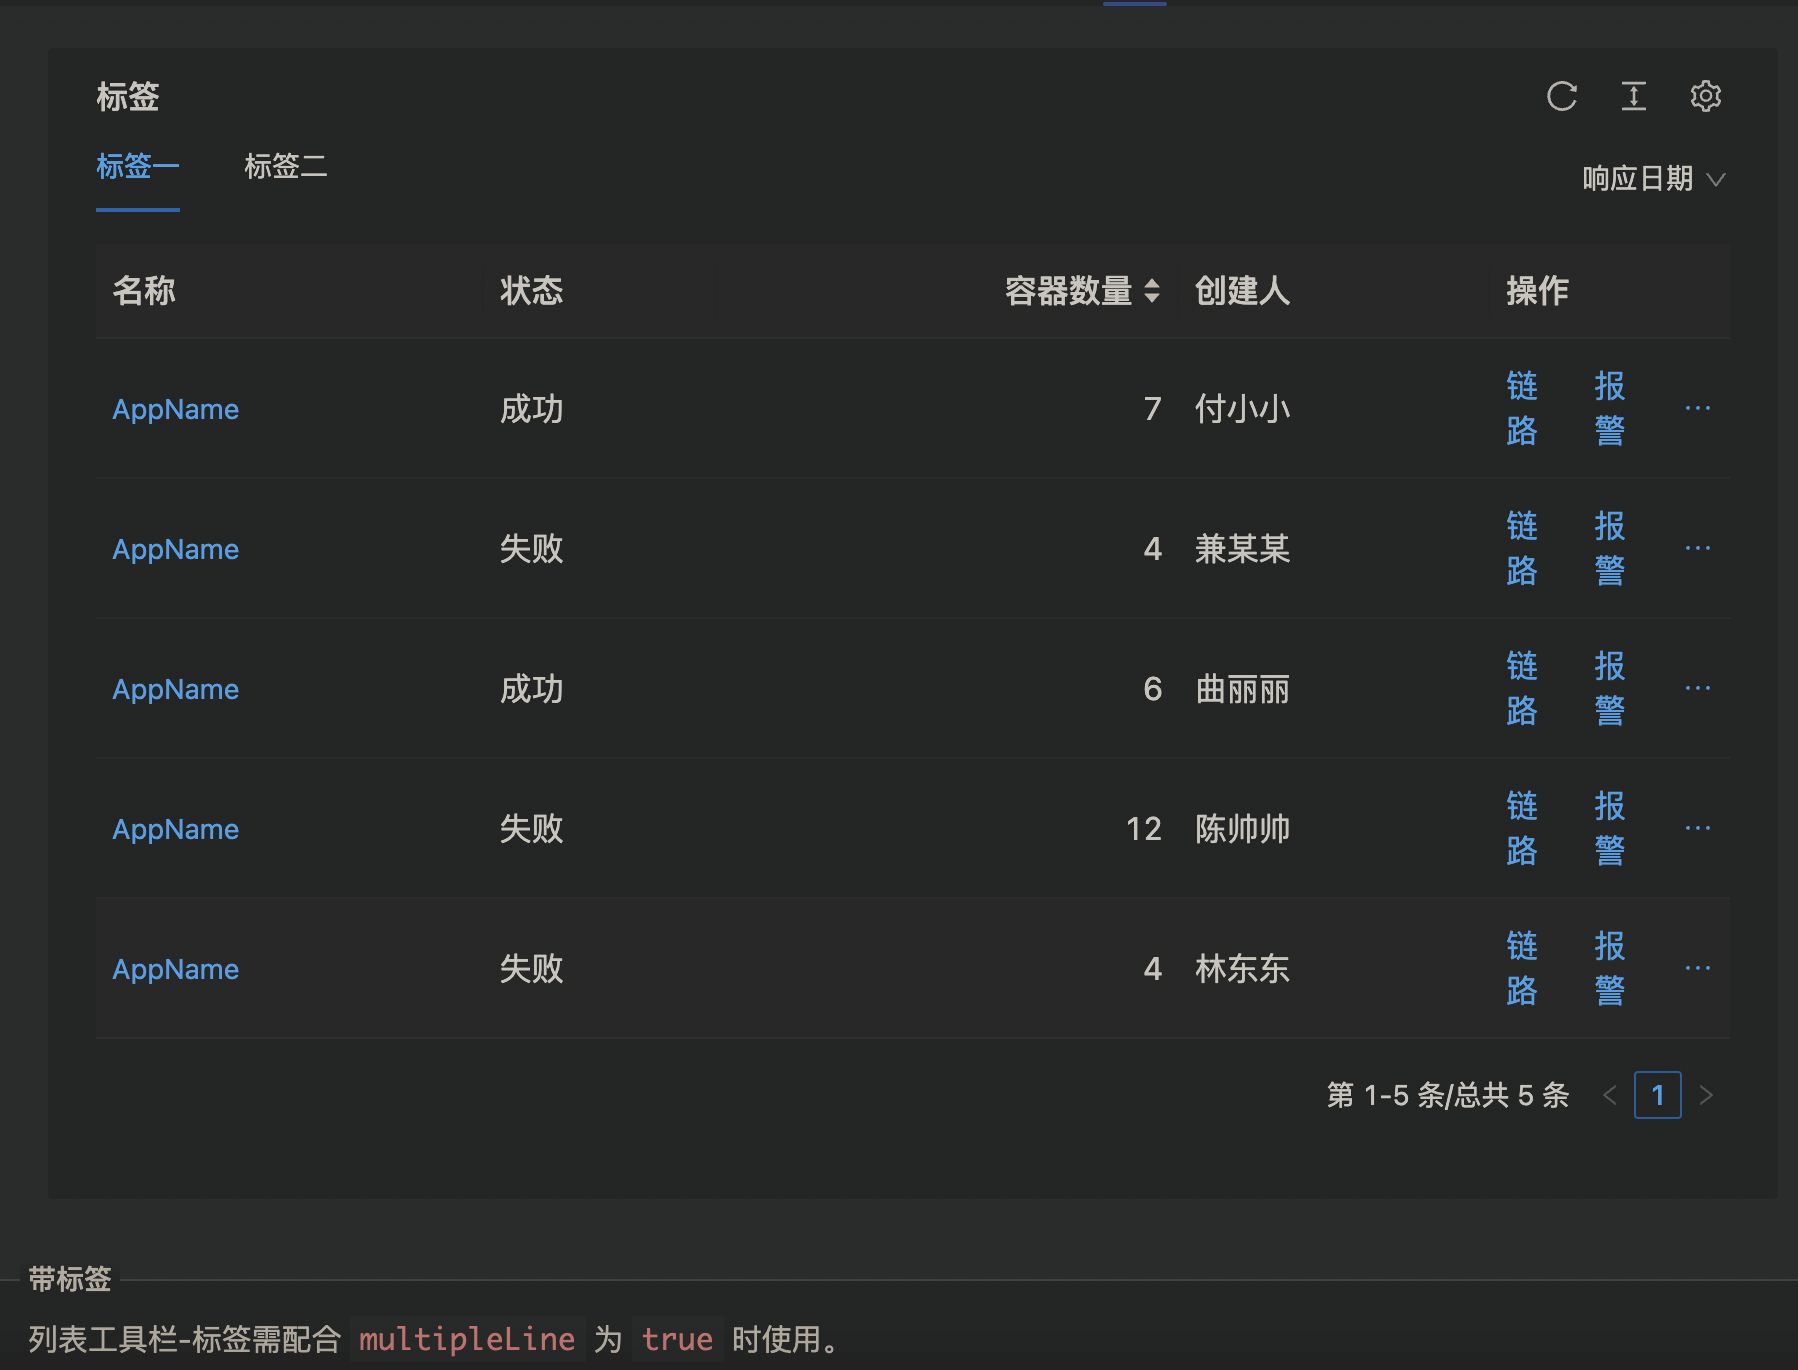 标签
标签一 标签二 响应日期
名称 状态 容器数量 创建人 操作
AppName 成功 7 付小小 链路 报警 ···
AppName 失败 4 兼某某 链路 报警 ···
AppName 成功 6 曲丽丽 链路 报警 ···
AppName 失败 12 陈帅帅 链路 报警 ···
AppName 失败 4 林东东 链路 报警 ···
第 1-5 条/总共 5 条 < 1 >
带标签
列表工具栏-标签需配合 multipleLine 为 true 时使用。